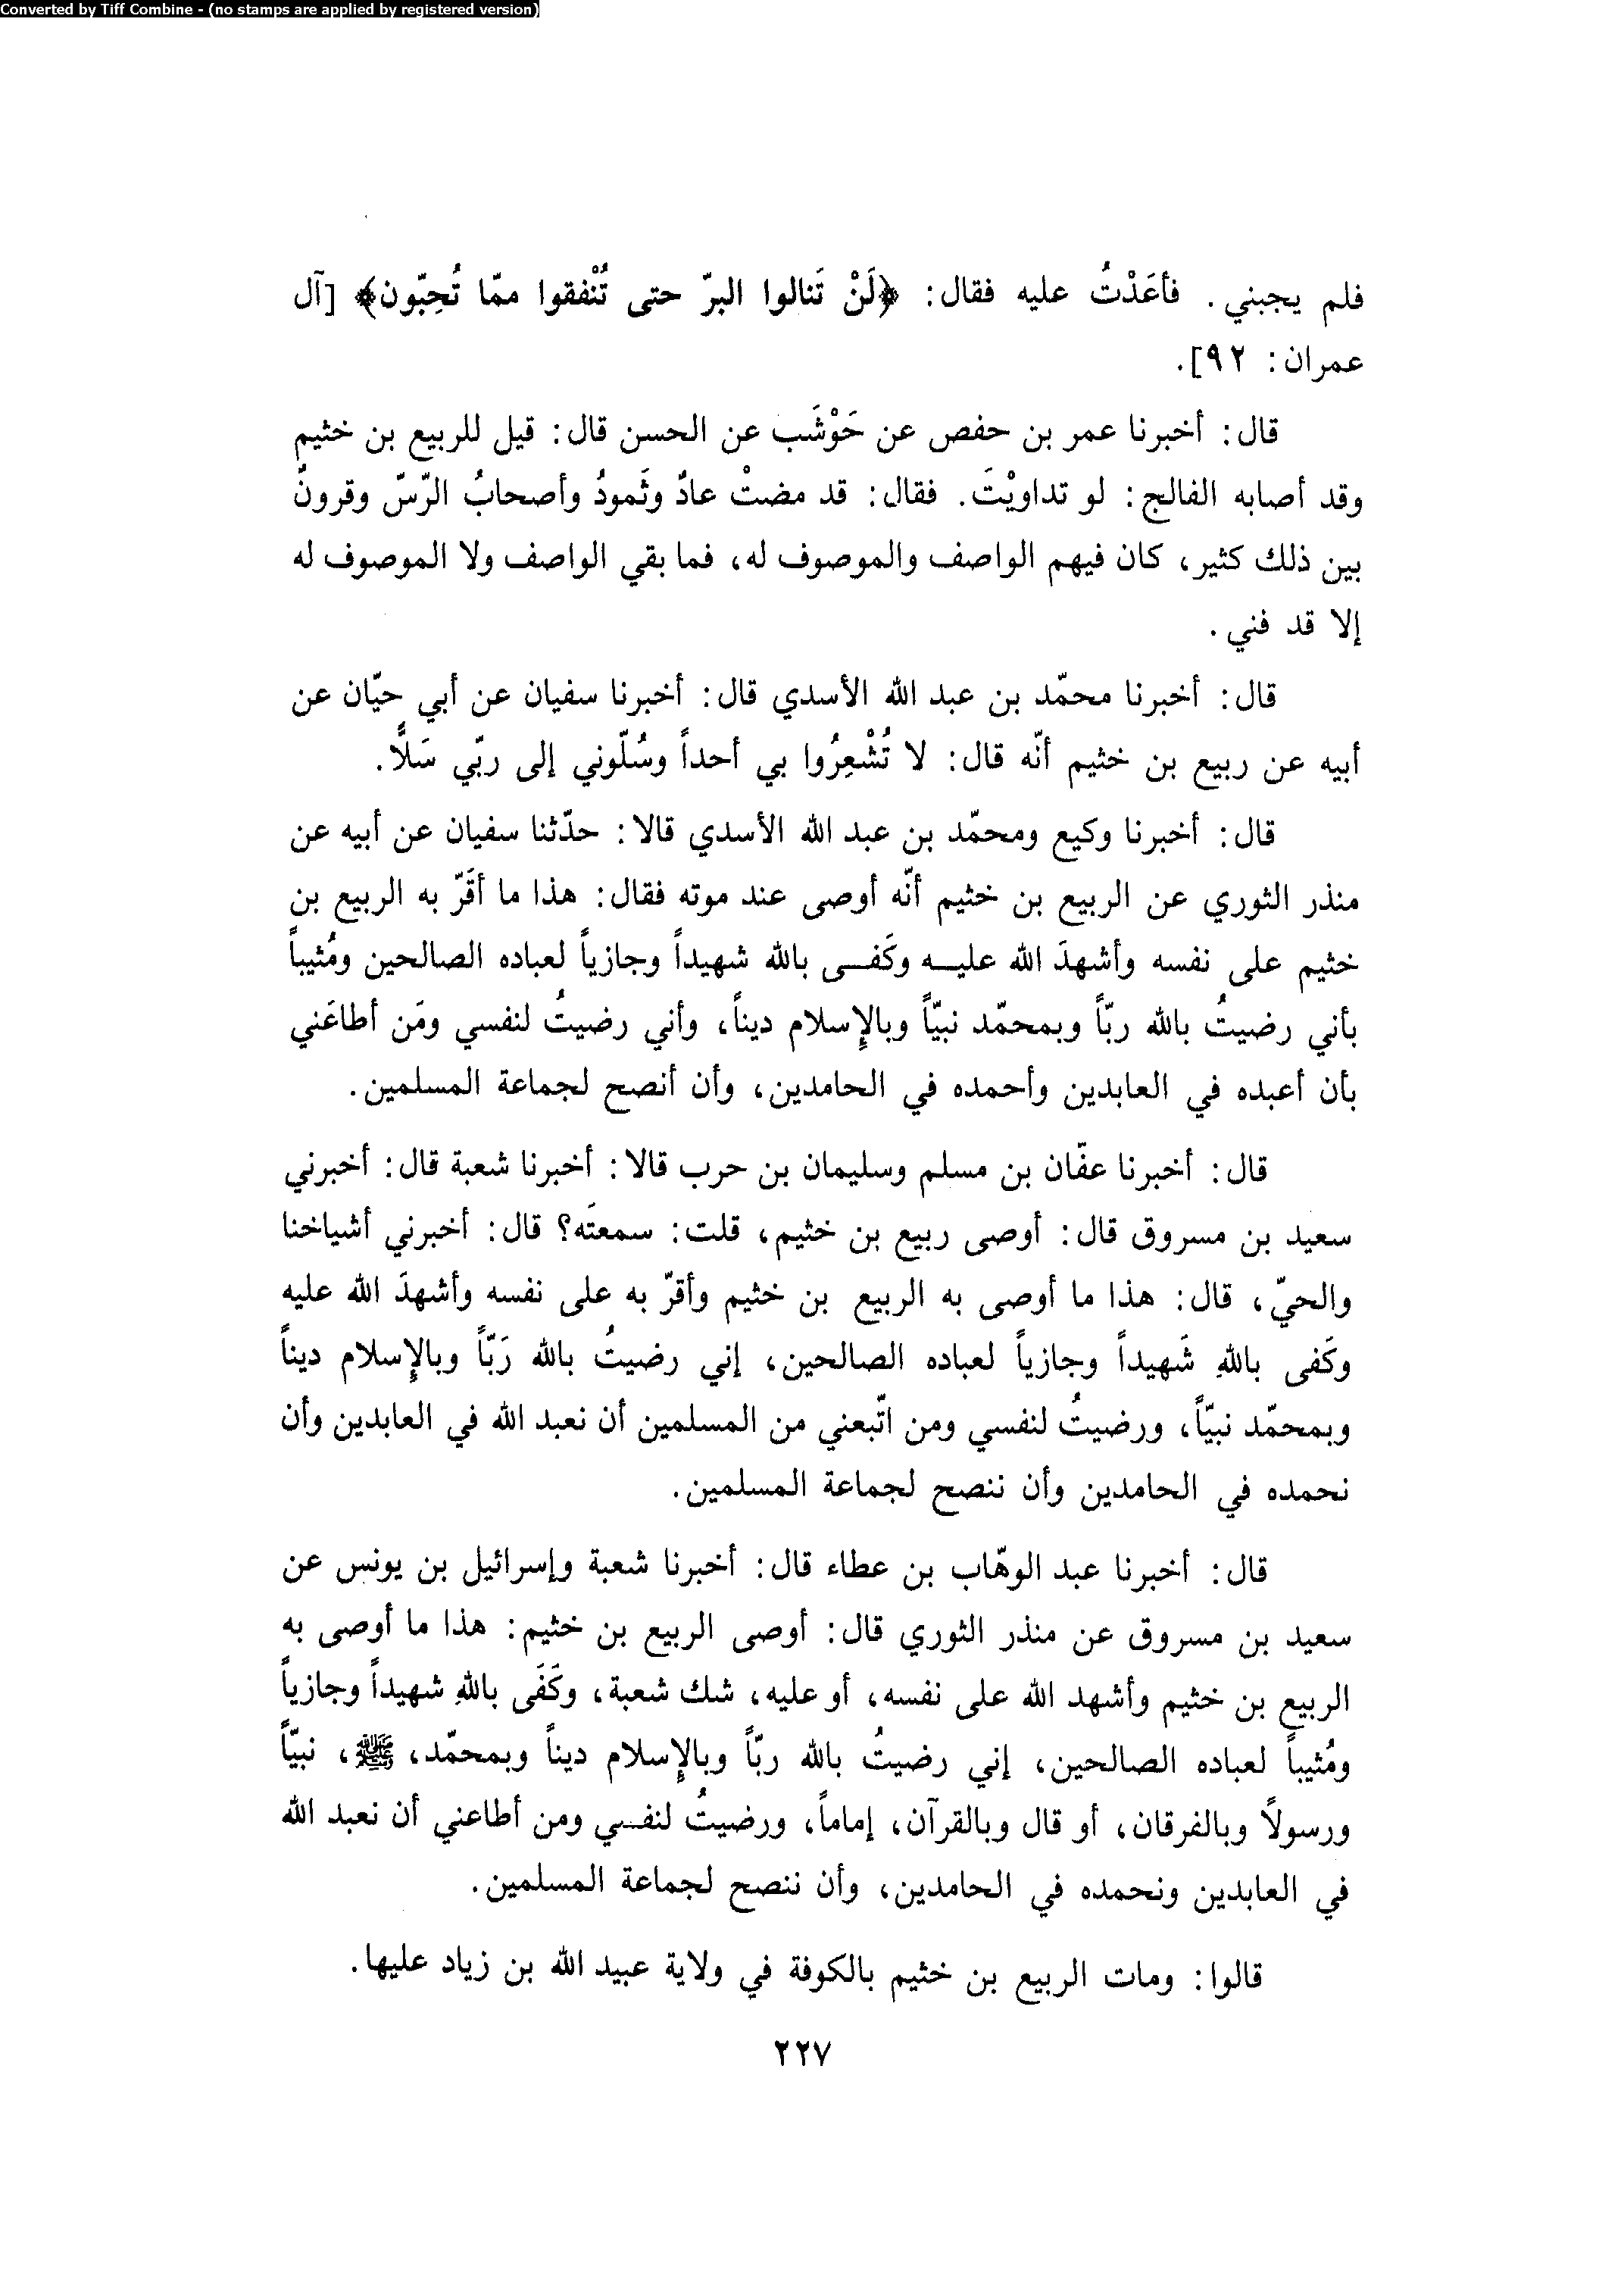 Converted by Tiff Combine - (no stamps are applied by registered version)
فلم يجبني. فأعَدْتُ عليه فقال: ﴿لَنْ تَنالوا البرّ حتى تُنْفقوا ممّا تُحِبّون﴾ [آل
عمران: ٩٢].
قال: أخبرنا عمر بن حفص عن حَوْشَب عن الحسن قال: قيل للربيع بن خثيم
وقد أصابه الفالج: لو تداويْتَ. فقال: قد مضتْ عادٌ وثَمودُ وأصحابُ الرّسّ وقرونٌ
بين ذلك كثير، كان فيهم الواصف والموصوف له، فما بقي الواصف ولا الموصوف له
إلا قد فني.
قال: أخبرنا محمّد بن عبد الله الأسدي قال: أخبرنا سفيان عن أبي حيّان عن
أبيه عن ربيع بن خثيم أنّه قال: لا تُشْعِرُوا بي أحداً وسُلّوني إلى ربّي سَلاًّ.
قال: أخبرنا وكيع ومحمّد بن عبد الله الأسدي قالا: حدّثنا سفيان عن أبيه عن
منذر الثوري عن الربيع بن خثيم أنّه أوصى عند موته فقال: هذا ما أقَرّ به الربيع بن
خثيم على نفسه وأشهدَ الله عليـه وكَفـى بالله شهيداً وجازياً لعباده الصالحين ومُثيباً
بأني رضيتُ بالله ربّاً وبمحمّد نبيّاً وبالإسلام ديناً، وأني رضيتُ لنفسي ومَن أطاعَني
بأن أعبده في العابدين وأحمده في الحامدين، وأن أنصح لجماعة المسلمين.
قال: أخبرنا عفّان بن مسلم وسليمان بن حرب قالا: أخبرنا شعبة قال: أخبرني
سعيد بن مسروق قال: أوصى ربيع بن خثيم، قلت: سمعتَه؟ قال: أخبرني أشياخنا
والحيّ، قال: هذا ما أوصى به الربيع بن خثيم وأقرّ به على نفسه وأشهدَ الله عليه
وكَفى باللهِ شَهيداً وجازياً لعباده الصالحين، إني رضيتُ بالله رَبّاً وبالإسلام ديناً
وبمحمّد نبيّاً، ورضيتُ لنفسي ومن اتّبعني من المسلمين أن نعبد الله في العابدين وأن
نحمده في الحامدين وأن ننصح لجماعة المسلمين.
قال: أخبرنا عبد الوهّاب بن عطاء قال: أخبرنا شعبة وإسرائيل بن يونس عن
سعيد بن مسروق عن منذر الثوري قال: أوصى الربيع بن خثيم: هذا ما أوصى به
الربيع بن خثيم وأشهد الله على نفسه، أو عليه، شك شعبة، وكَفَى باللهِ شهيداً وجازياً
ومُثيباً لعباده الصالحين، إني رضيتُ بالله ربّاً وبالإسلام ديناً وبمحمّد، ﷺ، نبيّاً
ورسولاً وبالفرقان، أو قال وبالقرآن، إماماً، ورضيتُ لنفسي ومن أطاعني أن نعبد الله
في العابدين ونحمده في الحامدين، وأن ننصح لجماعة المسلمين.
قالوا: ومات الربيع بن خثيم بالكوفة في ولاية عبيد الله بن زياد عليها.
٢٢٧